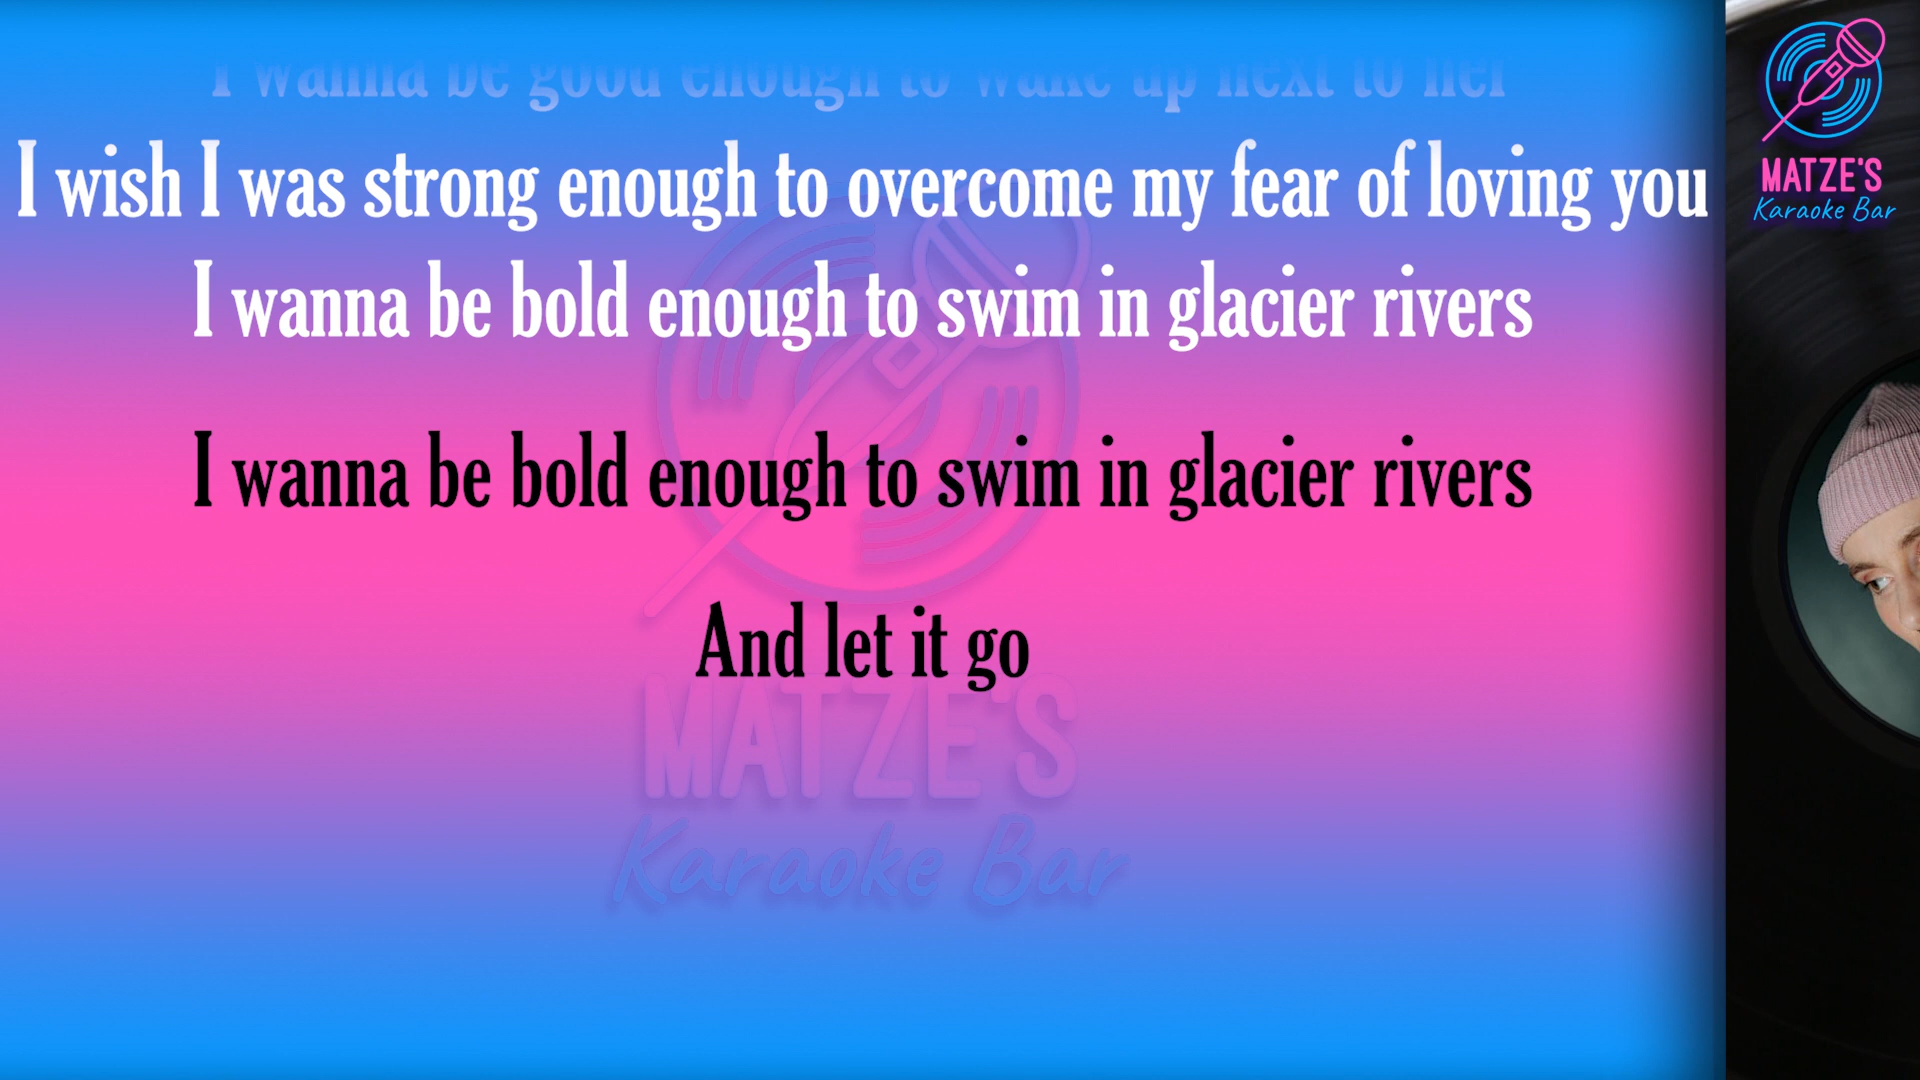 I wanna be good enough to wake up next to her
I wish I was strong enough to overcome my fear of loving you
I wanna be bold enough to swim in glacier rivers
I wanna be bold enough to swim in glacier rivers
And let it go
MATZE'S
Karaoke Bar
MATZE'S
Karaoke Bar